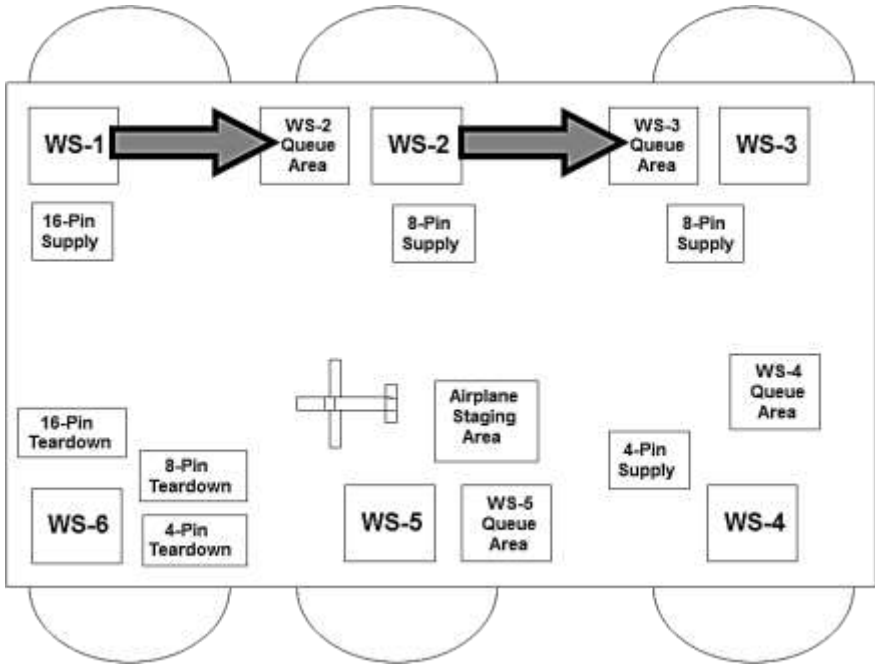 WS-1
WS-2
Queue
Area
WS-2
WS-3
Queue
Area
WS-3
16-Pin
Supply
8-Pin
Supply
8-Pin
Supply
WS-4
Queue
Area
Airplane
Staging
Area
16-Pin
Teardown
4-Pin
Supply
8-Pin
Teardown
WS-6
4-Pin
Teardown
WS-5
WS-5
Queue
Area
WS-4